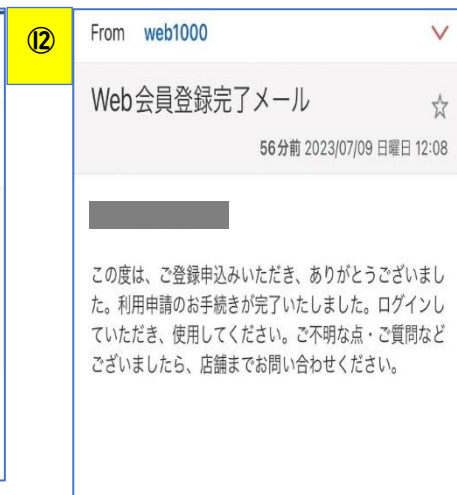 ⑫
From web1000
Web会員登録完了メール
56分前 2023/07/09 日曜日 12:08
この度は、ご登録申込みいただき、ありがとうございまし
た。利用申請のお手続きが完了いたしました。ログインし
ていただき、使用してください。ご不明な点・ご質問など
ございましたら、店舗までお問い合わせください。